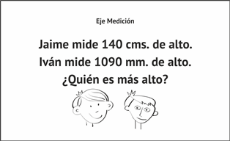 Eje Medición
Jaime mide 140 cms. de alto.
Iván mide 1090 mm. de alto.
¿Quién es más alto?